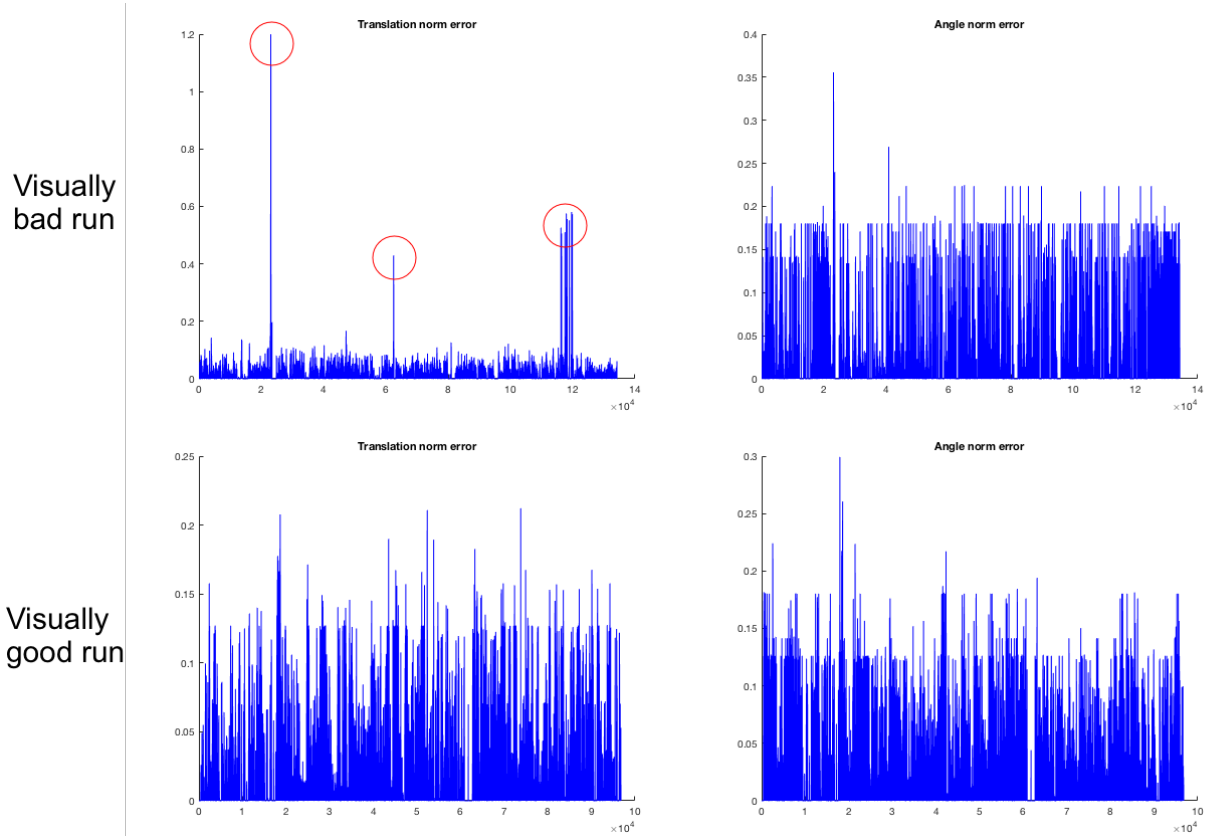 Translation norm error
Angle norm error
1.2
1
0.8
0.6
0.4
0.2
0
0 2 4 6 8 10 12 14
×10⁴
0.4
0.35
0.3
0.25
0.2
0.15
0.1
0.05
0
0 2 4 6 8 10 12 14
×10⁴
Visually
bad run
Translation norm error
Angle norm error
0.25
0.2
0.15
0.1
0.05
0
0 1 2 3 4 5 6 7 8 9 10
×10⁴
0.3
0.25
0.2
0.15
0.1
0.05
0
0 1 2 3 4 5 6 7 8 9 10
×10⁴
Visually
good run